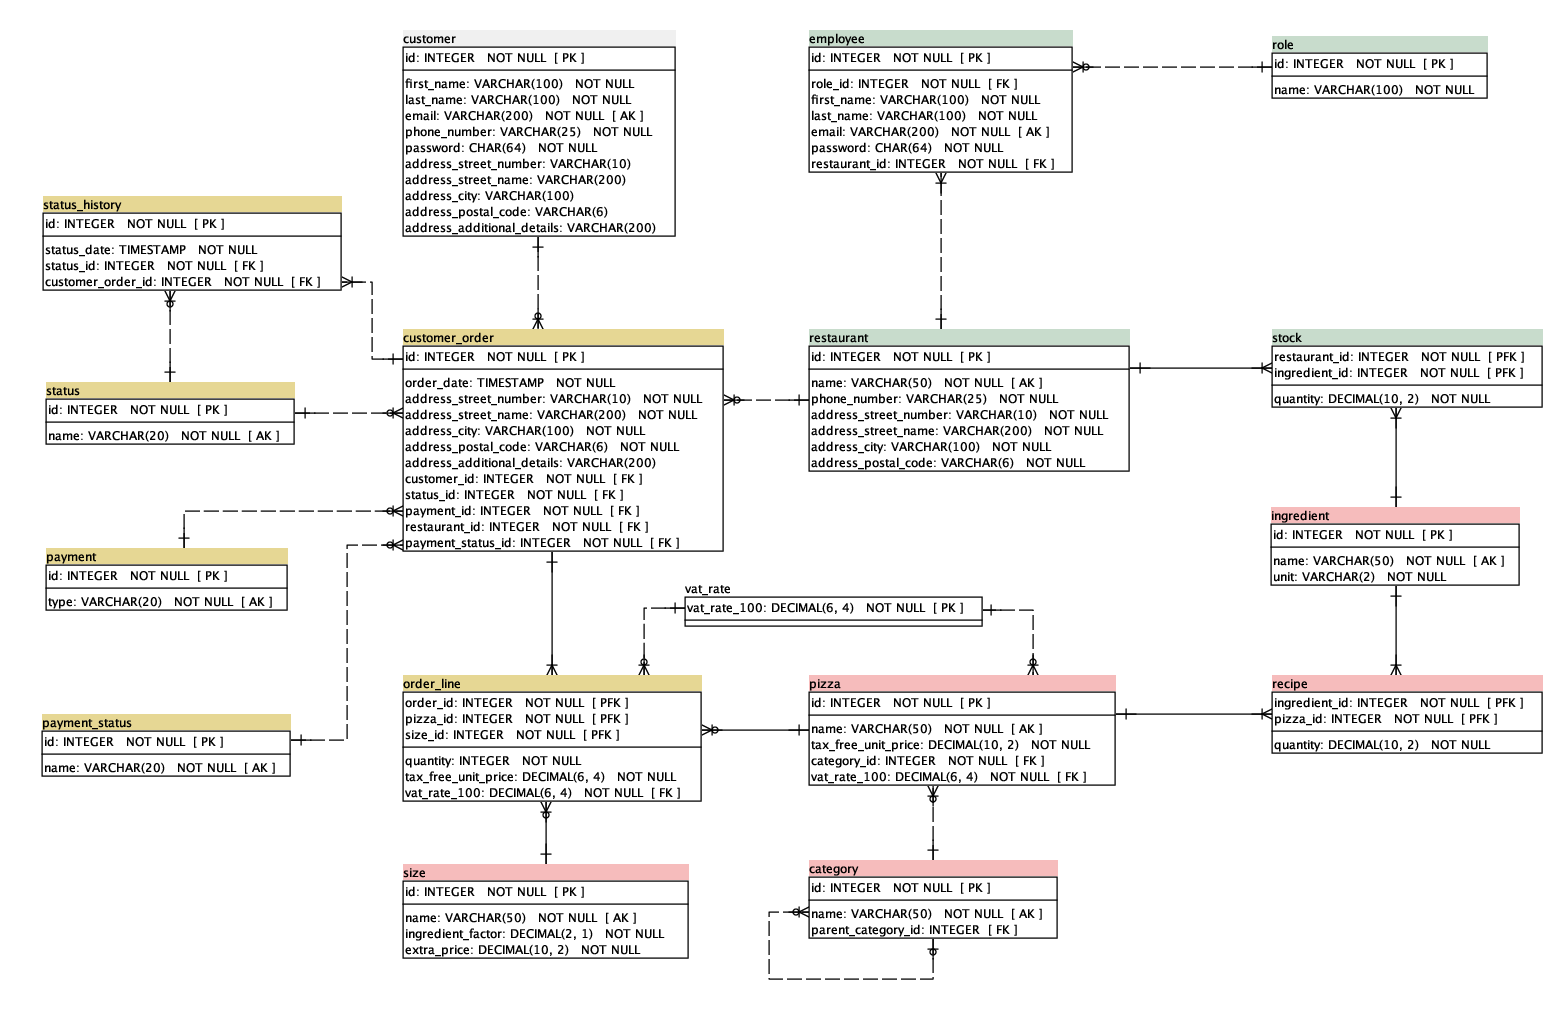 customer
id: INTEGER NOT NULL [ PK ]
first_name: VARCHAR(100) NOT NULL
last_name: VARCHAR(100) NOT NULL
email: VARCHAR(200) NOT NULL [ AK ]
phone_number: VARCHAR(25) NOT NULL
password: CHAR(64) NOT NULL
address_street_number: VARCHAR(10)
address_street_name: VARCHAR(200)
address_city: VARCHAR(100)
address_postal_code: VARCHAR(6)
address_additional_details: VARCHAR(200)
employee
id: INTEGER NOT NULL [ PK ]
role_id: INTEGER NOT NULL [ FK ]
first_name: VARCHAR(100) NOT NULL
last_name: VARCHAR(100) NOT NULL
email: VARCHAR(200) NOT NULL [ AK ]
password: CHAR(64) NOT NULL
restaurant_id: INTEGER NOT NULL [ FK ]
role
id: INTEGER NOT NULL [ PK ]
name: VARCHAR(100) NOT NULL
status_history
id: INTEGER NOT NULL [ PK ]
status_date: TIMESTAMP NOT NULL
status_id: INTEGER NOT NULL [ FK ]
customer_order_id: INTEGER NOT NULL [ FK ]
status
id: INTEGER NOT NULL [ PK ]
name: VARCHAR(20) NOT NULL [ AK ]
customer_order
id: INTEGER NOT NULL [ PK ]
order_date: TIMESTAMP NOT NULL
address_street_number: VARCHAR(10) NOT NULL
address_street_name: VARCHAR(200) NOT NULL
address_city: VARCHAR(100) NOT NULL
address_postal_code: VARCHAR(6) NOT NULL
address_additional_details: VARCHAR(200)
customer_id: INTEGER NOT NULL [ FK ]
status_id: INTEGER NOT NULL [ FK ]
payment_id: INTEGER NOT NULL [ FK ]
restaurant_id: INTEGER NOT NULL [ FK ]
payment_status_id: INTEGER NOT NULL [ FK ]
restaurant
id: INTEGER NOT NULL [ PK ]
name: VARCHAR(50) NOT NULL [ AK ]
phone_number: VARCHAR(25) NOT NULL
address_street_number: VARCHAR(10) NOT NULL
address_street_name: VARCHAR(200) NOT NULL
address_city: VARCHAR(100) NOT NULL
address_postal_code: VARCHAR(6) NOT NULL
stock
restaurant_id: INTEGER NOT NULL [ PFK ]
ingredient_id: INTEGER NOT NULL [ PFK ]
quantity: DECIMAL(10, 2) NOT NULL
payment
id: INTEGER NOT NULL [ PK ]
type: VARCHAR(20) NOT NULL [ AK ]
ingredient
id: INTEGER NOT NULL [ PK ]
name: VARCHAR(50) NOT NULL [ AK ]
unit: VARCHAR(2) NOT NULL
vat_rate
vat_rate_100: DECIMAL(6, 4) NOT NULL [ PK ]
payment_status
id: INTEGER NOT NULL [ PK ]
name: VARCHAR(20) NOT NULL [ AK ]
order_line
order_id: INTEGER NOT NULL [ PFK ]
pizza_id: INTEGER NOT NULL [ PFK ]
size_id: INTEGER NOT NULL [ PFK ]
quantity: INTEGER NOT NULL
tax_free_unit_price: DECIMAL(6, 4) NOT NULL
vat_rate_100: DECIMAL(6, 4) NOT NULL [ FK ]
pizza
id: INTEGER NOT NULL [ PK ]
name: VARCHAR(50) NOT NULL [ AK ]
tax_free_unit_price: DECIMAL(10, 2) NOT NULL
category_id: INTEGER NOT NULL [ FK ]
vat_rate_100: DECIMAL(6, 4) NOT NULL [ FK ]
recipe
ingredient_id: INTEGER NOT NULL [ PFK ]
pizza_id: INTEGER NOT NULL [ PFK ]
quantity: DECIMAL(10, 2) NOT NULL
size
id: INTEGER NOT NULL [ PK ]
name: VARCHAR(50) NOT NULL [ AK ]
ingredient_factor: DECIMAL(2, 1) NOT NULL
extra_price: DECIMAL(10, 2) NOT NULL
category
id: INTEGER NOT NULL [ PK ]
name: VARCHAR(50) NOT NULL [ AK ]
parent_category_id: INTEGER [ FK ]